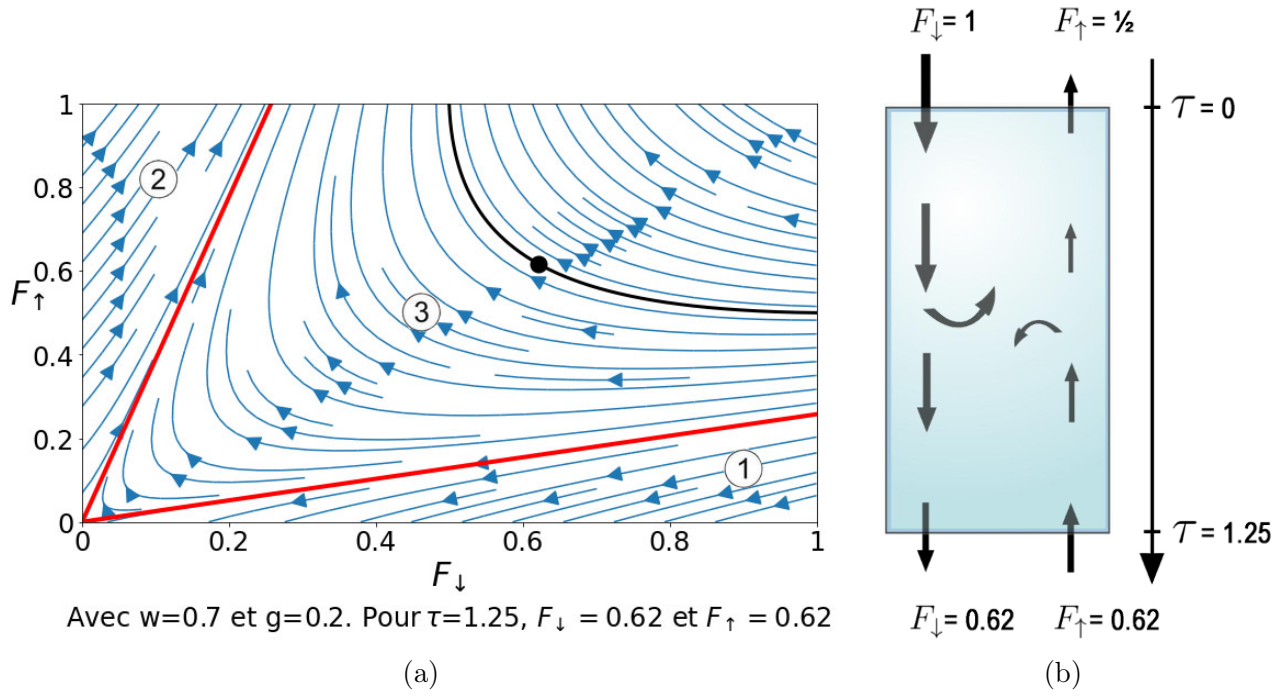 F↓ = 1 F↑ = ½
1
0.8
0.6
0.4
0.2
0
F↑
2
3
1
0 0.2 0.4 0.6 0.8 1
F↓
Avec w=0.7 et g=0.2. Pour τ=1.25, F↓ = 0.62 et F↑ = 0.62
τ = 0
τ = 1.25
F↓ = 0.62 F↑ = 0.62
(a) (b)